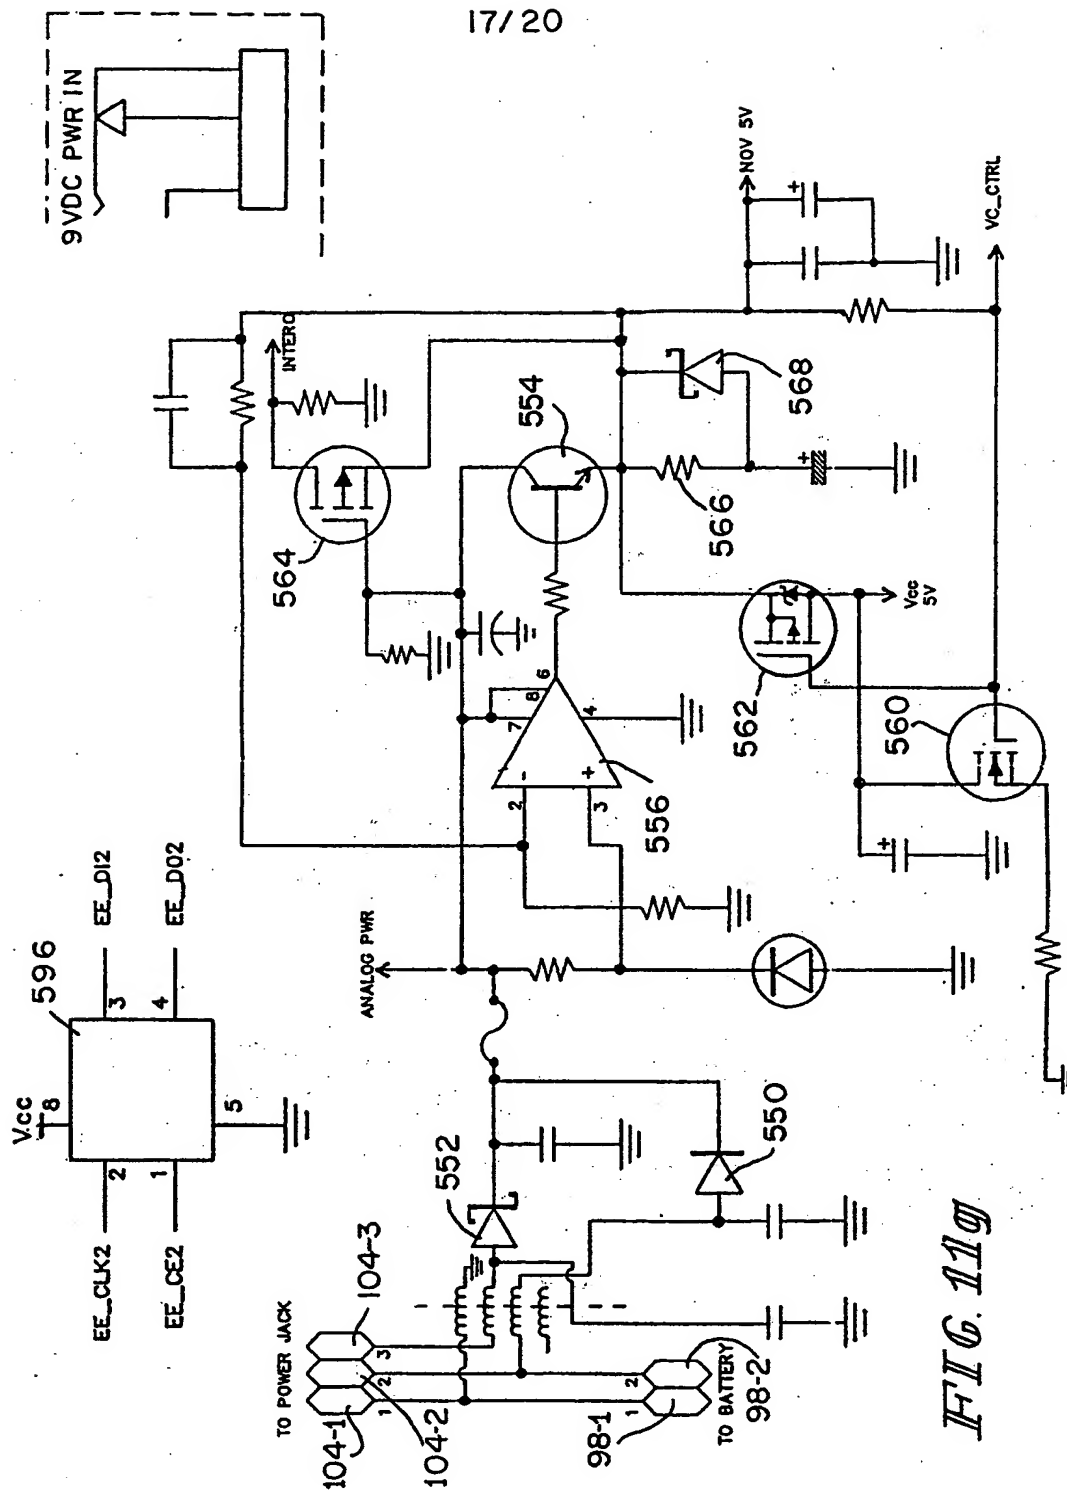 17/20
9VDC PWR IN
596
Vcc
8
EE_CLK2
2
EE_CE2
1
3
EE_DI2
4
EE_DO2
5
INTERO
564
554
NOV 5V
568
566
VC_CTRL
ANALOG PWR
7
8
6
2
-
3
+
4
556
562
Vcc
5V
560
+
+
+
552
550
TO POWER JACK
104-3
104-1
104-2
1
2
3
1
2
98-1
TO BATTERY
98-2
FIG. 11g